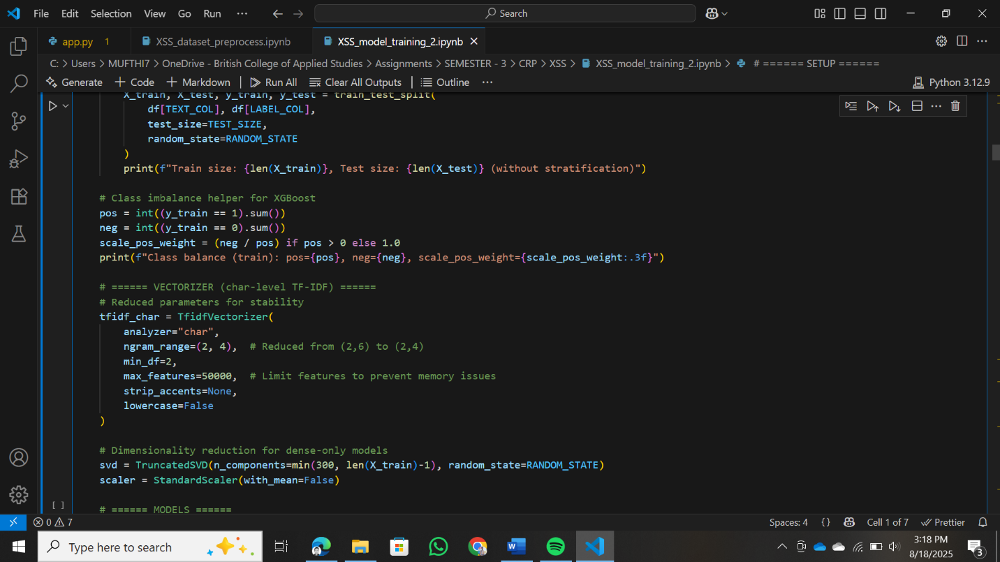 File Edit Selection View Go Run ··· Search
app.py 1 XSS_dataset_preprocess.ipynb XSS_model_training_2.ipynb
C: > Users > MUFTHI7 > OneDrive - British College of Applied Studies > Assignments > SEMESTER - 3 > CRP > XSS > XSS_model_training_2.ipynb > # ====== SETUP ======
Generate + Code + Markdown Run All Clear All Outputs Outline ··· Python 3.12.9
X_train, X_test, y_train, y_test = train_test_split(
df[TEXT_COL], df[LABEL_COL],
test_size=TEST_SIZE,
random_state=RANDOM_STATE
)
print(f"Train size: {len(X_train)}, Test size: {len(X_test)} (without stratification)")
# Class imbalance helper for XGBoost
pos = int((y_train == 1).sum())
neg = int((y_train == 0).sum())
scale_pos_weight = (neg / pos) if pos > 0 else 1.0
print(f"Class balance (train): pos={pos}, neg={neg}, scale_pos_weight={scale_pos_weight:.3f}")
# ====== VECTORIZER (char-level TF-IDF) ======
# Reduced parameters for stability
tfidf_char = TfidfVectorizer(
analyzer="char",
ngram_range=(2, 4), # Reduced from (2,6) to (2,4)
min_df=2,
max_features=50000, # Limit features to prevent memory issues
strip_accents=None,
lowercase=False
)
# Dimensionality reduction for dense-only models
svd = TruncatedSVD(n_components=min(300, len(X_train)-1), random_state=RANDOM_STATE)
scaler = StandardScaler(with_mean=False)
[ ]
# ====== MODELS ======
0 7 Spaces: 4 {} Cell 1 of 7 Prettier
Type here to search
3:18 PM
8/18/2025
3